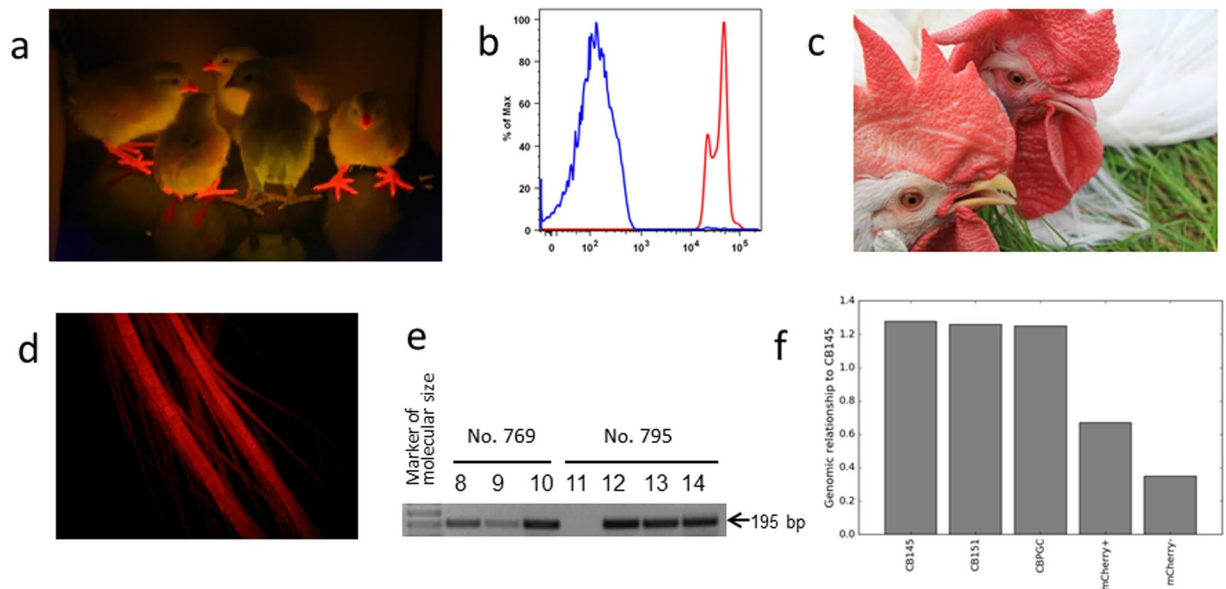 a
b
% of Max
100
80
60
40
20
0
0
10²
10³
10⁴
10⁵
c
d
e
Marker of
molecular size
No. 769
No. 795
8
9
10
11
12
13
14
195 bp
f
Genomic relationship to CB145
1.4
1.2
1.0
0.8
0.6
0.4
0.2
0.0
CB145
CB151
CBPGC
mCherry+
mCherry-